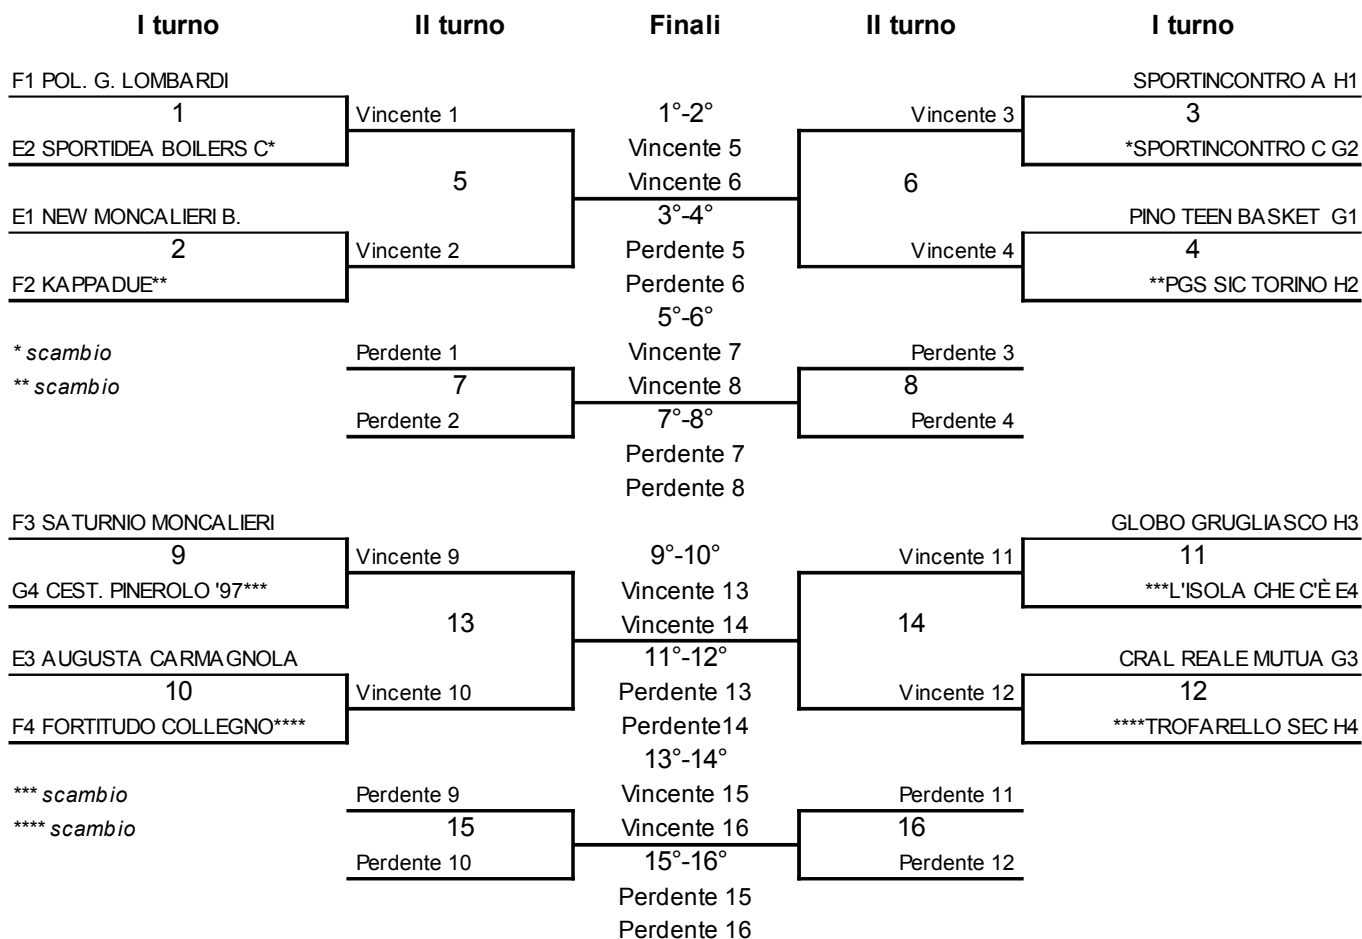 I turno II turno Finali II turno I turno
F1 POL. G. LOMBARDI SPORTINCONTRO A H1
1 Vincente 1 1°-2° Vincente 3 3
E2 SPORTIDEA BOILERS C* Vincente 5 *SPORTINCONTRO C G2
5 Vincente 6 6
E1 NEW MONCALIERI B. 3°-4° PINO TEEN BASKET G1
2 Vincente 2 Perdente 5 Vincente 4 4
F2 KAPPADUE** Perdente 6 **PGS SIC TORINO H2
5°-6°
* scambio Perdente 1 Vincente 7 Perdente 3
** scambio 7 Vincente 8 8
Perdente 2 7°-8° Perdente 4
Perdente 7
Perdente 8
F3 SATURNIO MONCALIERI GLOBO GRUGLIASCO H3
9 Vincente 9 9°-10° Vincente 11 11
G4 CEST. PINEROLO '97*** Vincente 13 ***L'ISOLA CHE C'È E4
13 Vincente 14 14
E3 AUGUSTA CARMAGNOLA 11°-12° CRAL REALE MUTUA G3
10 Vincente 10 Perdente 13 Vincente 12 12
F4 FORTITUDO COLLEGNO**** Perdente14 ****TROFARELLO SEC H4
13°-14°
*** scambio Perdente 9 Vincente 15 Perdente 11
**** scambio 15 Vincente 16 16
Perdente 10 15°-16° Perdente 12
Perdente 15
Perdente 16